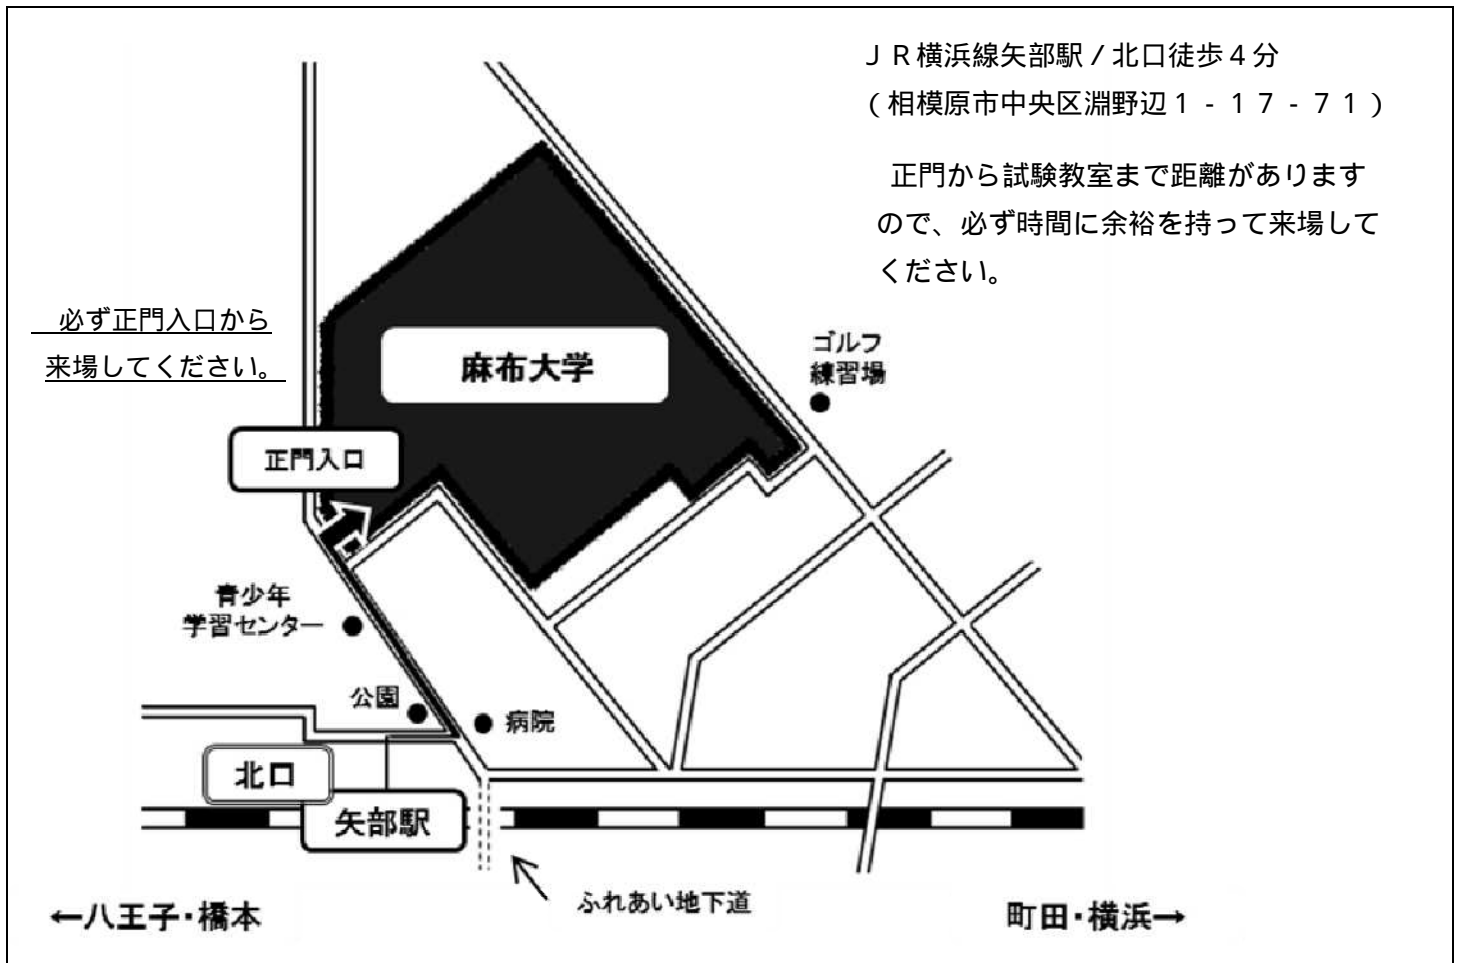 ＪＲ横浜線矢部駅/北口徒歩４分
(相模原市中央区淵野辺１-１７-７１)
正門から試験教室まで距離があります
ので、必ず時間に余裕を持って来場して
ください。
必ず正門入口から
来場してください。
麻布大学
ゴルフ
練習場
正門入口
青少年
学習センター
公園
病院
北口
矢部駅
ふれあい地下道
←八王子・橋本
町田・横浜→